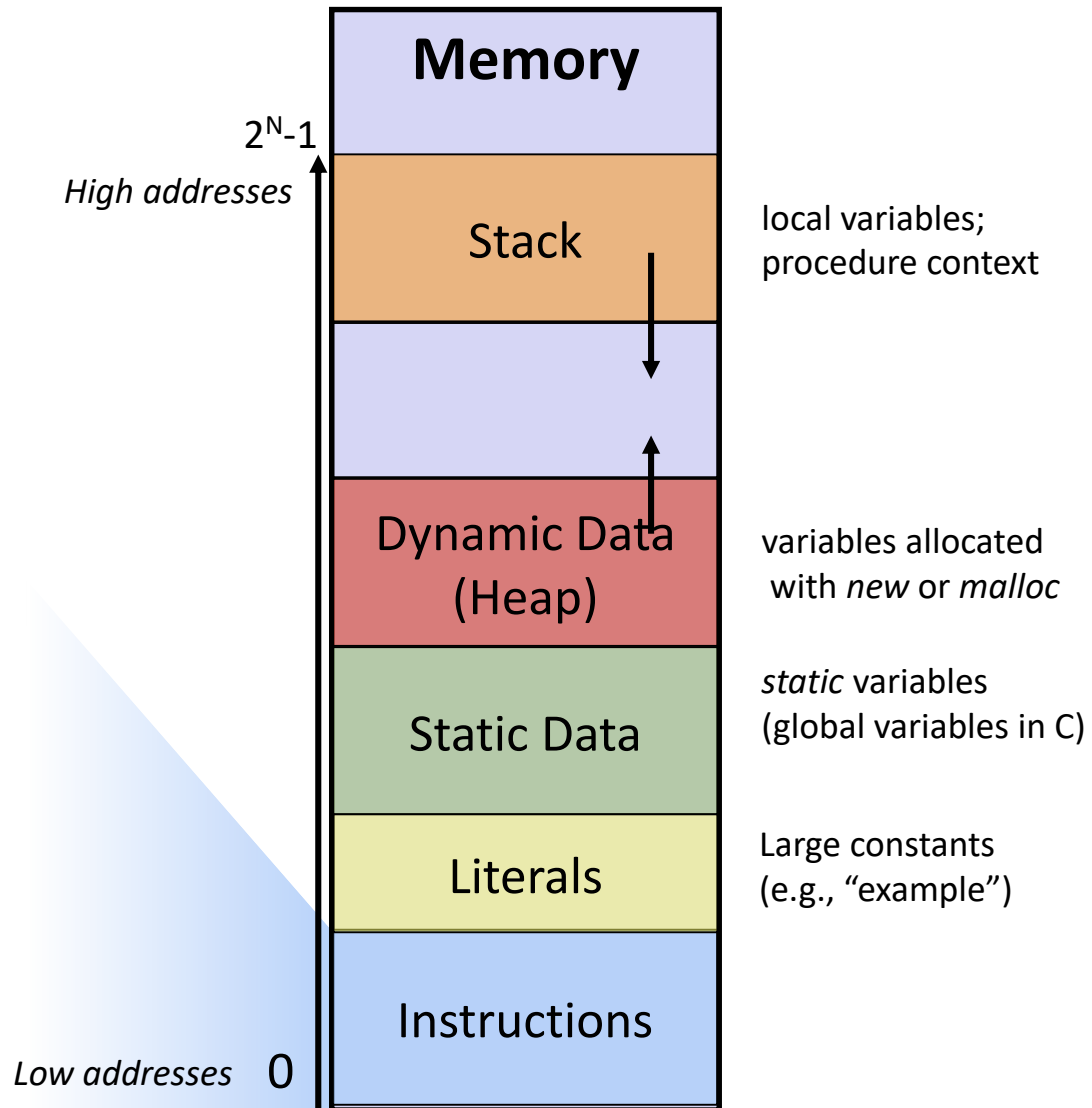 Memory
2ᴺ-1
High addresses
Stack
local variables;
procedure context
Dynamic Data
(Heap)
variables allocated
with new or malloc
static variables
(global variables in C)
Static Data
Large constants
(e.g., “example”)
Literals
Instructions
Low addresses 0